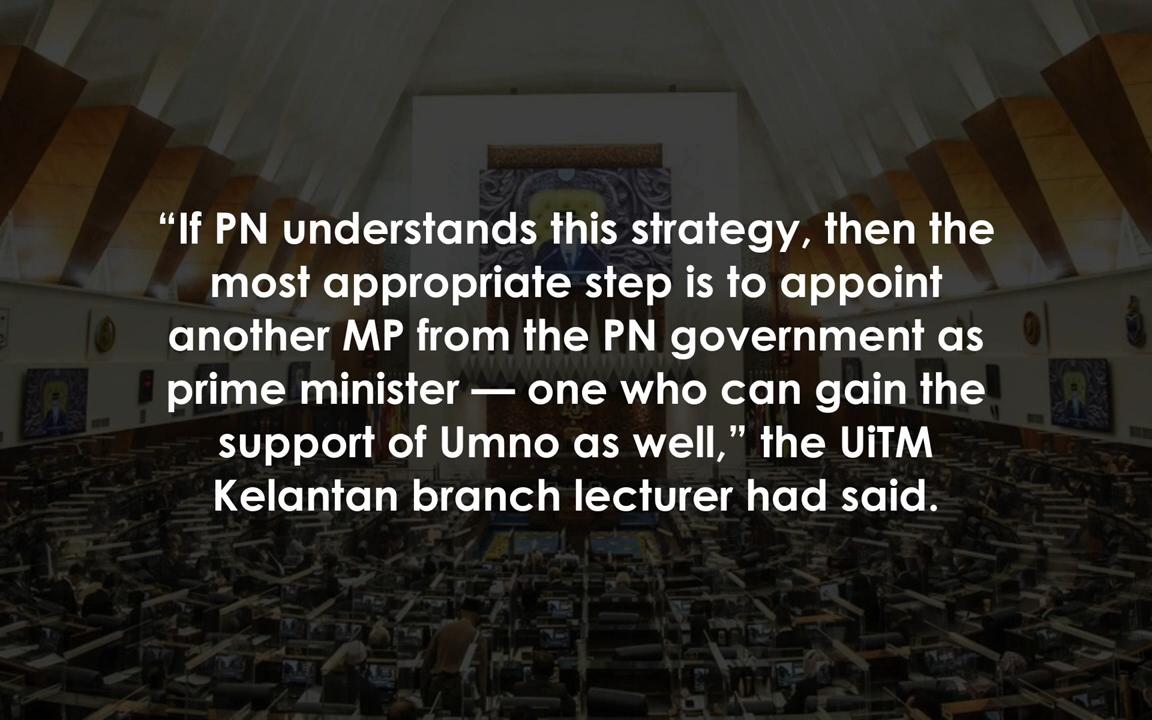 “If PN understands this strategy, then the
most appropriate step is to appoint
another MP from the PN government as
prime minister — one who can gain the
support of Umno as well,” the UiTM
Kelantan branch lecturer had said.